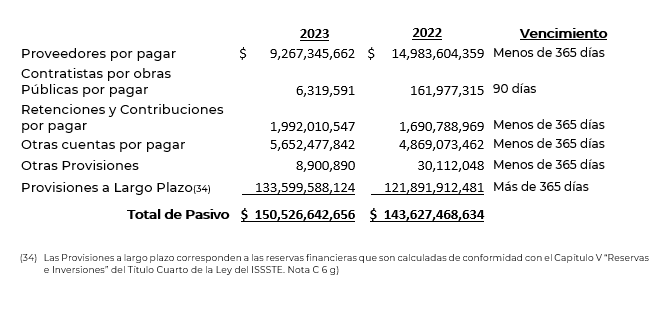 2023 2022 Vencimiento
Proveedores por pagar $ 9,267,345,662 $ 14,983,604,359 Menos de 365 días
Contratistas por obras
Públicas por pagar 6,319,591 161,977,315 90 días
Retenciones y Contribuciones
por pagar 1,992,010,547 1,690,788,969 Menos de 365 días
Otras cuentas por pagar 5,652,477,842 4,869,073,462 Menos de 365 días
Otras Provisiones 8,900,890 30,112,048 Menos de 365 días
Provisiones a Largo Plazo(34) 133,599,588,124 121,891,912,481 Más de 365 días
Total de Pasivo $ 150,526,642,656 $ 143,627,468,634
(34) Las Provisiones a largo plazo corresponden a las reservas financieras que son calculadas de conformidad con el Capítulo V "Reservas
e Inversiones" del Título Cuarto de la Ley del ISSSTE. Nota C 6 g)